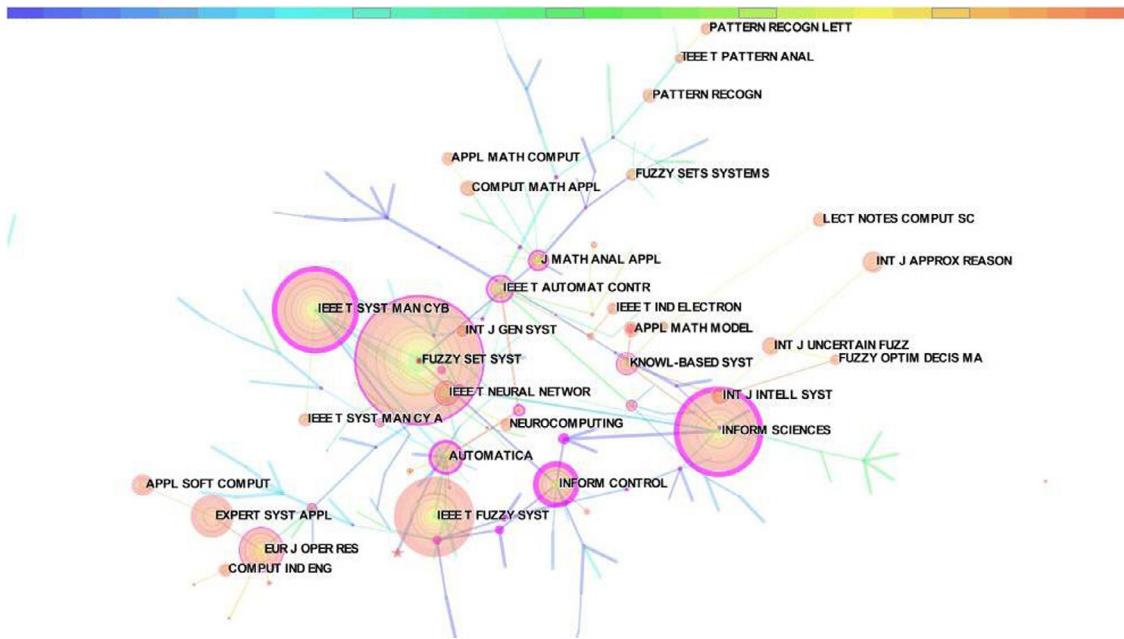 PATTERN RECOGN LETT
IEEE T PATTERN ANAL
PATTERN RECOGN
APPL MATH COMPUT
FUZZY SETS SYSTEMS
COMPUT MATH APPL
LECT NOTES COMPUT SC
J MATH ANAL APPL
INT J APPROX REASON
IEEE T AUTOMAT CONTR
IEEE T SYST MAN CYB
IEEE T IND ELECTRON
INT J GEN SYST
APPL MATH MODEL
INT J UNCERTAIN FUZZ
FUZZY SET SYST
KNOWL-BASED SYST
FUZZY OPTIM DECIS MA
IEEE T NEURAL NETWOR
INT J INTELL SYST
IEEE T SYST MAN CY A
NEUROCOMPUTING
INFORM SCIENCES
AUTOMATICA
APPL SOFT COMPUT
INFORM CONTROL
EXPERT SYST APPL
IEEE T FUZZY SYST
EUR J OPER RES
COMPUT IND ENG